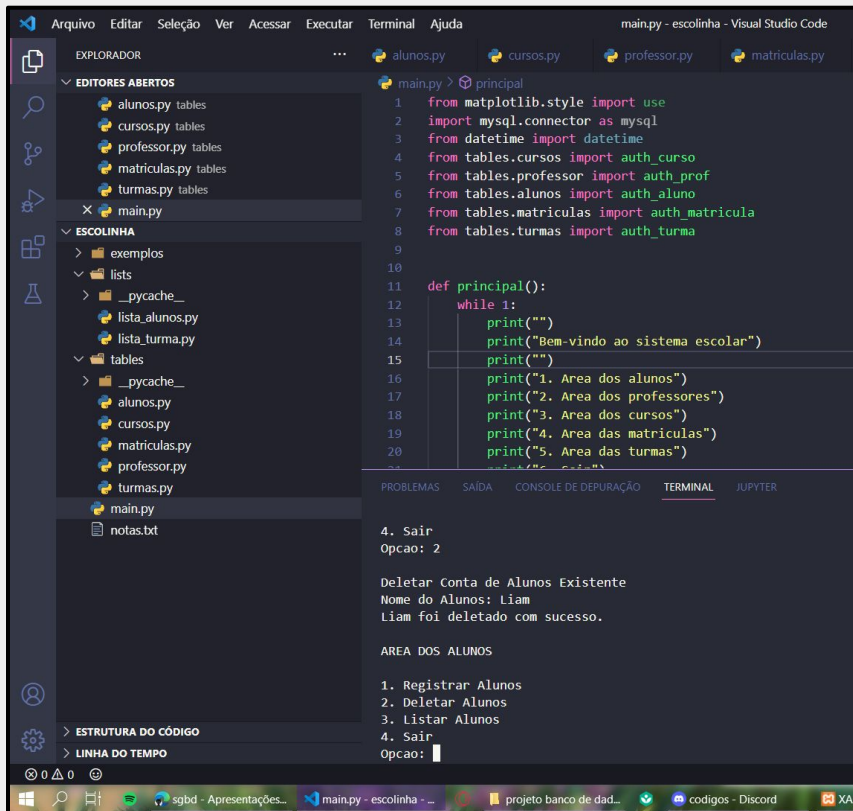 Arquivo Editar Seleção Ver Acessar Executar Terminal Ajuda main.py - escolinha - Visual Studio Code
EXPLORADOR ...
EDITORES ABERTOS
alunos.py tables
cursos.py tables
professor.py tables
matriculas.py tables
turmas.py tables
main.py
ESCOLINHA
exemplos
lists
__pycache__
lista_alunos.py
lista_turma.py
tables
__pycache__
alunos.py
cursos.py
matriculas.py
professor.py
turmas.py
main.py
notas.txt
ESTRUTURA DO CÓDIGO
LINHA DO TEMPO
alunos.py cursos.py professor.py matriculas.py
main.py > principal
1 from matplotlib.style import use
2 import mysql.connector as mysql
3 from datetime import datetime
4 from tables.cursos import auth_curso
5 from tables.professor import auth_prof
6 from tables.alunos import auth_aluno
7 from tables.matriculas import auth_matricula
8 from tables.turmas import auth_turma
9
10
11 def principal():
12 while 1:
13 print("")
14 print("Bem-vindo ao sistema escolar")
15 print("")
16 print("1. Area dos alunos")
17 print("2. Area dos professores")
18 print("3. Area dos cursos")
19 print("4. Area das matriculas")
20 print("5. Area das turmas")
21 print("6. Sair")
PROBLEMAS SAÍDA CONSOLE DE DEPURAÇÃO TERMINAL JUPYTER
4. Sair
Opcao: 2
Deletar Conta de Alunos Existente
Nome do Alunos: Liam
Liam foi deletado com sucesso.
AREA DOS ALUNOS
1. Registrar Alunos
2. Deletar Alunos
3. Listar Alunos
4. Sair
Opcao:
0 0
sgbd - Apresentações... main.py - escolinha - ... projeto banco de dad... codigos - Discord XA